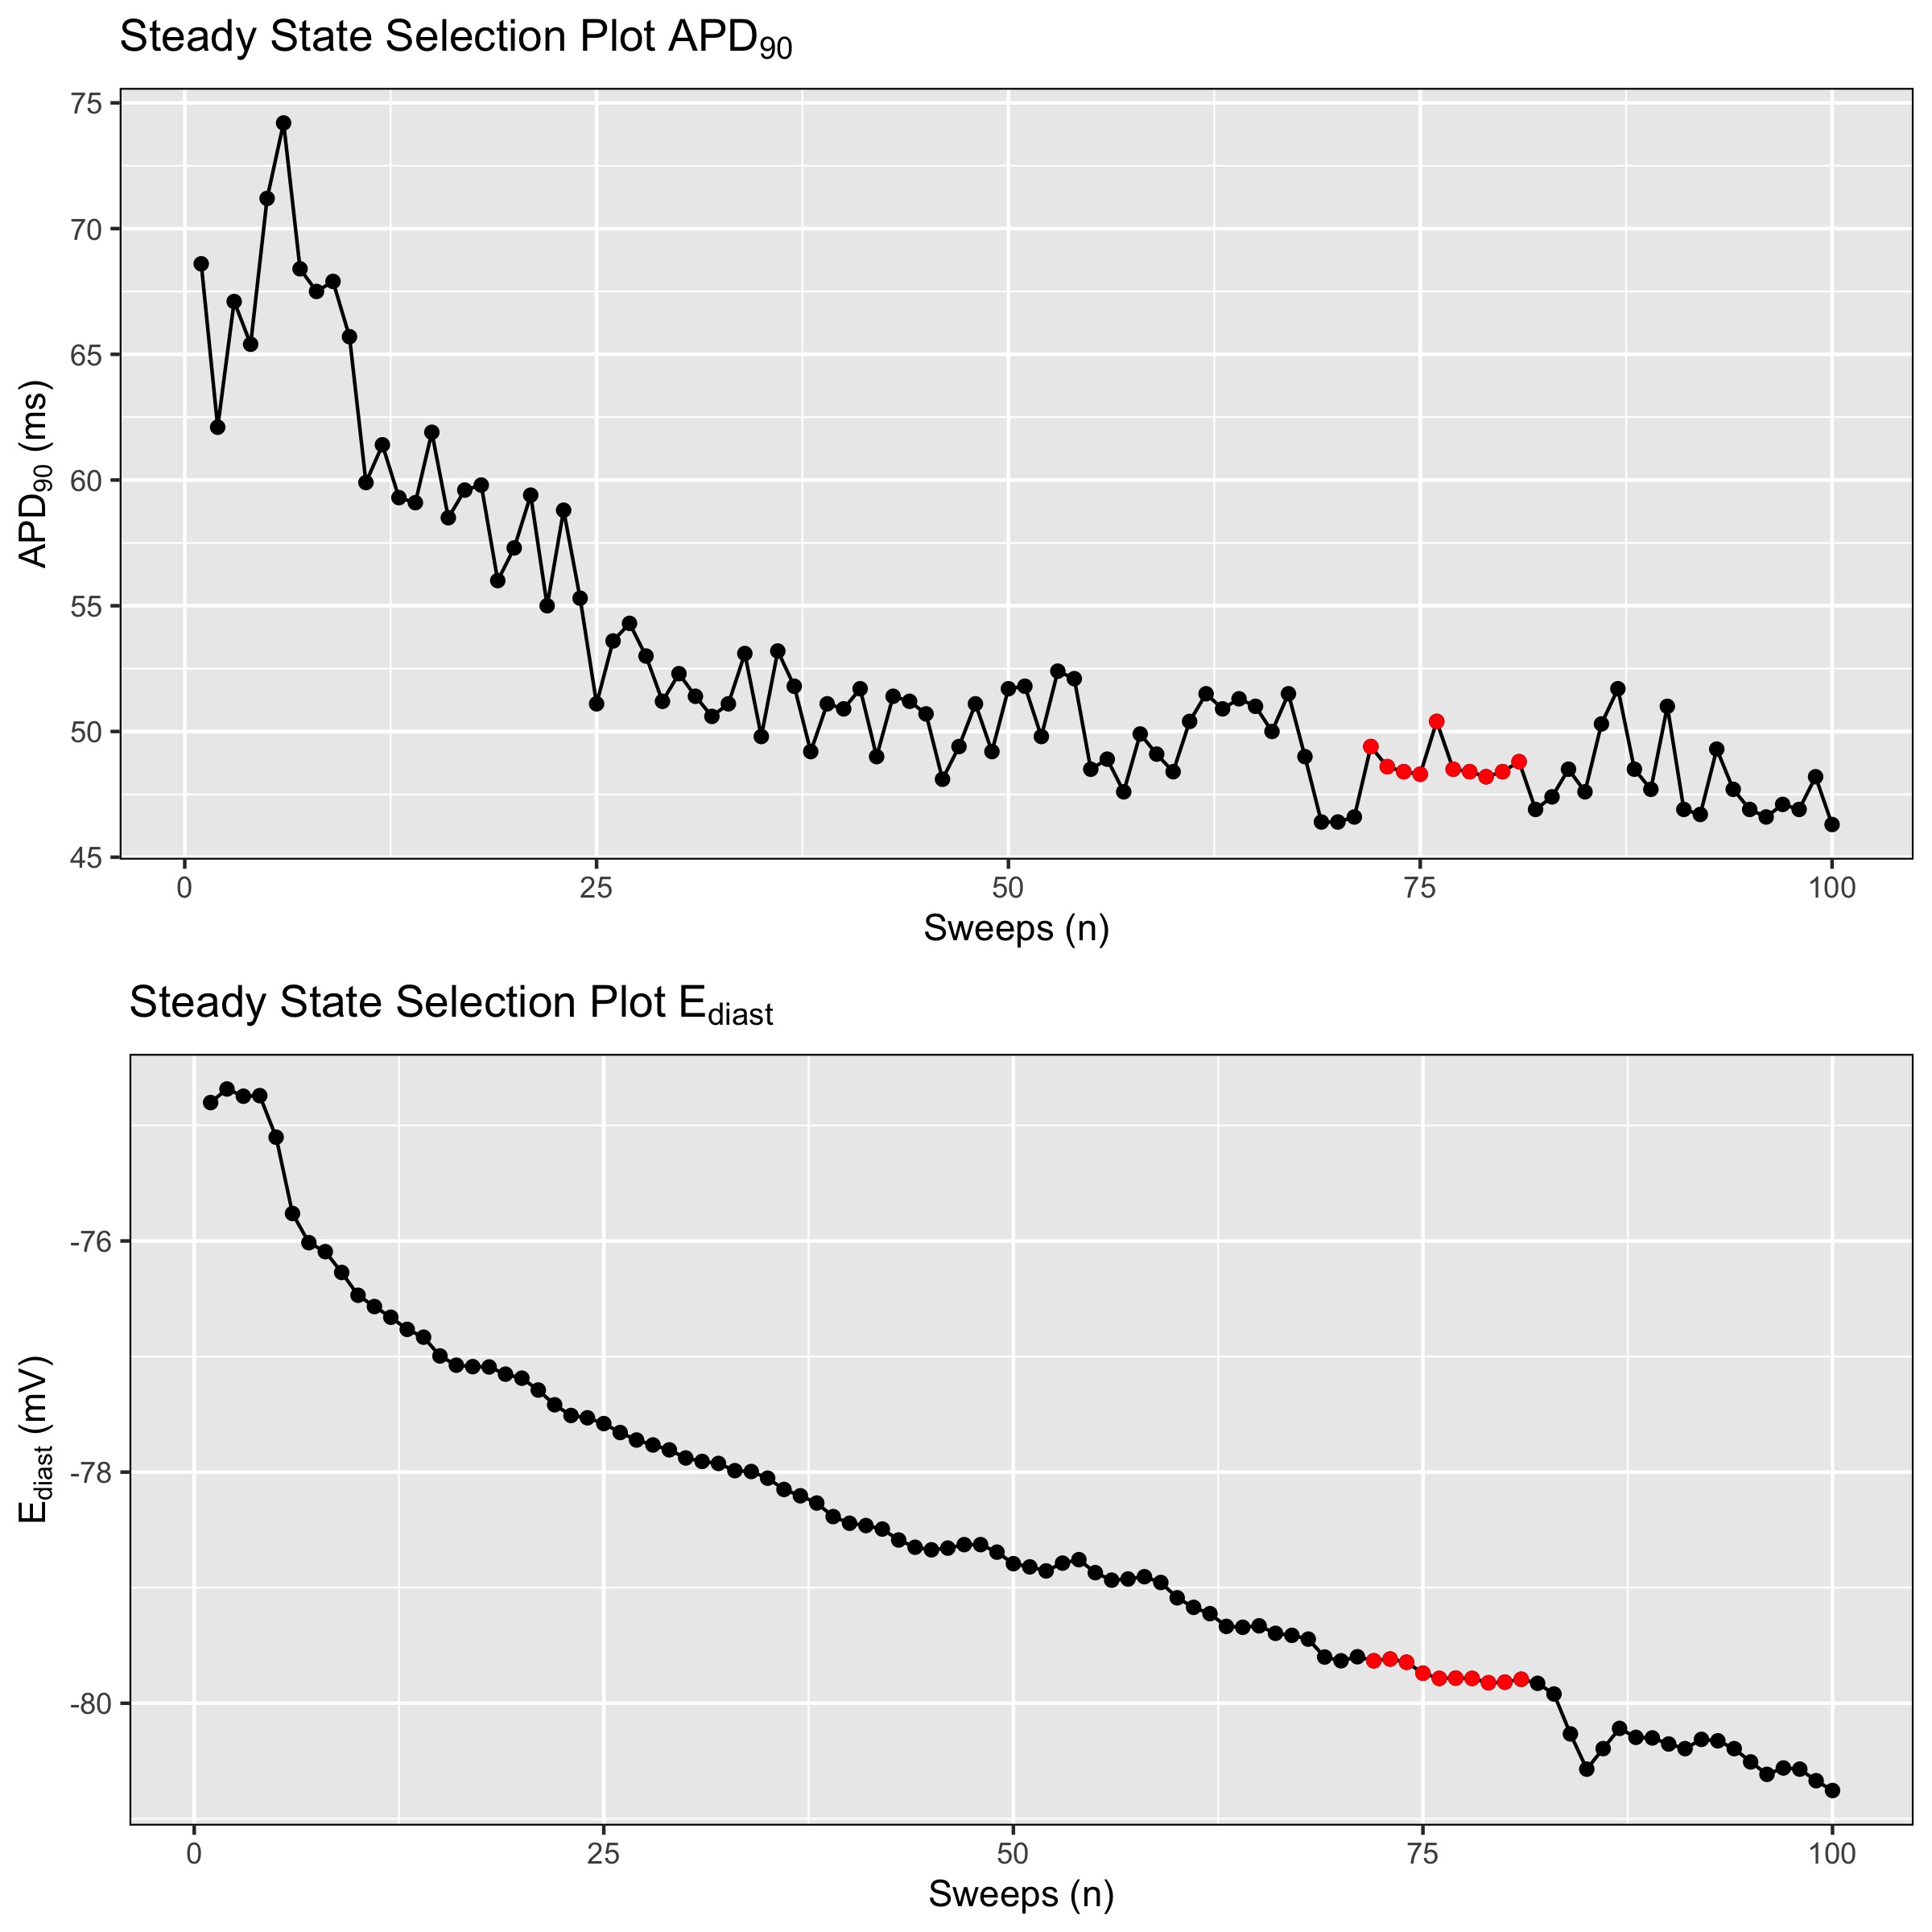 Steady State Selection Plot APD90
75
70
65
60
55
50
45
APD90 (ms)
0 25 50 75 100
Sweeps (n)
Steady State Selection Plot Ediast
-76
-78
-80
Ediast (mV)
0 25 50 75 100
Sweeps (n)